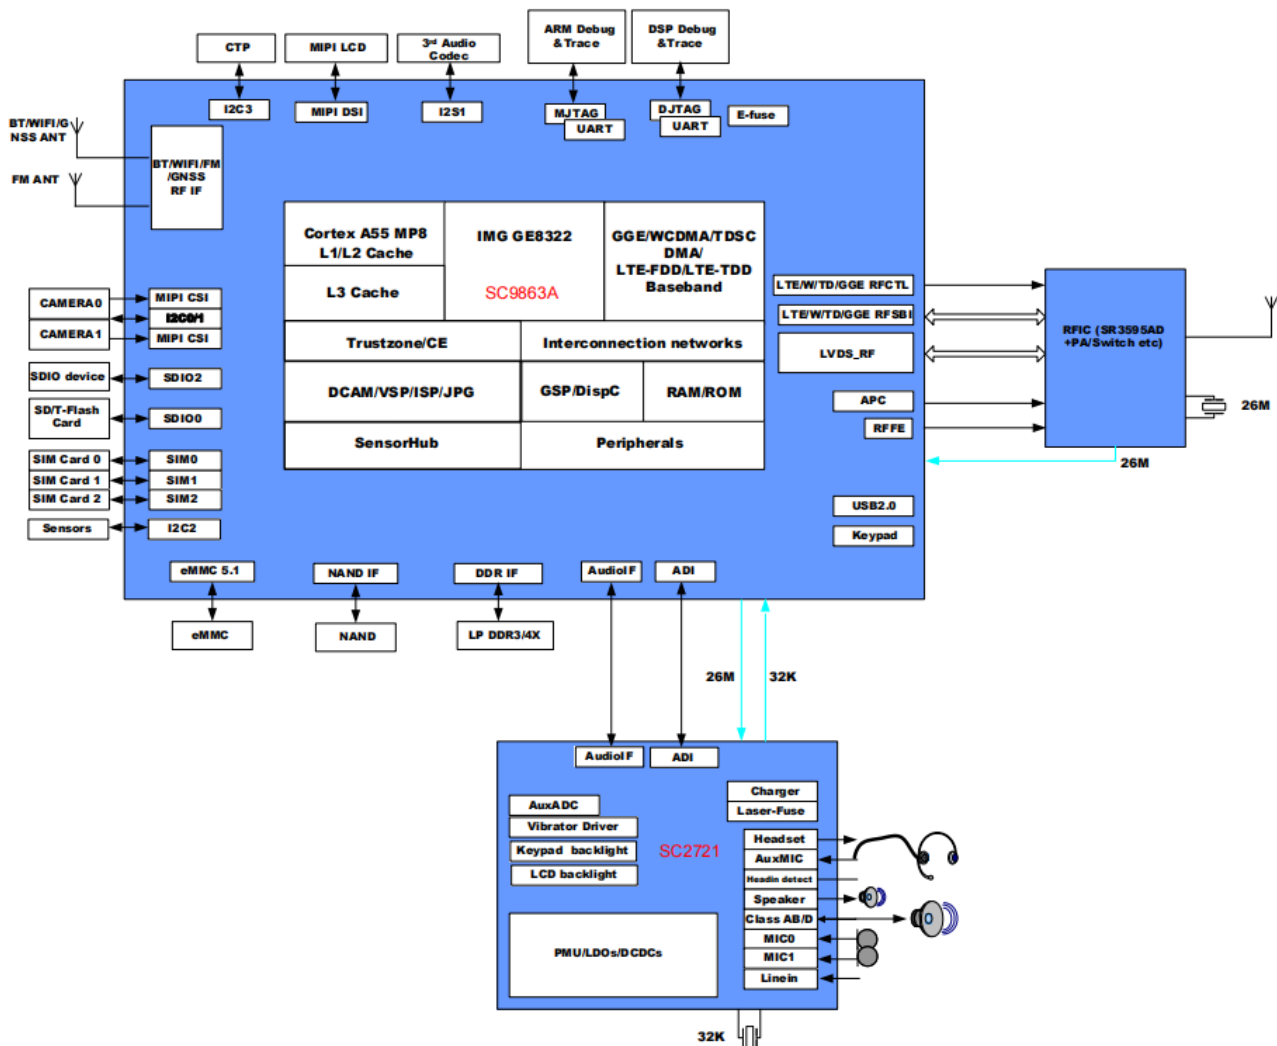 CTP
MIPI LCD
3rd Audio
Codec
ARM Debug
&Trace
DSP Debug
&Trace
I2C3
MIPI DSI
I2S1
MJTAG
UART
DJTAG
UART
E-fuse
BT/WIFI/G
NSS ANT
FM ANT
BT/WIFI/FM
/GNSS
RF IF
Cortex A55 MP8
L1/L2 Cache
L3 Cache
IMG GE8322
SC9863A
GGE/WCDMA/TDSC
DMA/
LTE-FDD/LTE-TDD
Baseband
Trustzone/CE
Interconnection networks
DCAM/VSP/ISP/JPG
GSP/DispC
RAM/ROM
SensorHub
Peripherals
CAMERA0
CAMERA1
MIPI CSI
I2C0/1
MIPI CSI
SDIO device
SDIO2
SD/T-Flash
Card
SDIO0
SIM Card 0
SIM0
SIM Card 1
SIM1
SIM Card 2
SIM2
Sensors
I2C2
LTE/W/TD/GGE RFCTL
LTE/W/TD/GGE RFSBI
LVDS_RF
APC
RFFE
RFIC (SR3595AD
+PA/Switch etc)
26M
26M
USB2.0
Keypad
eMMC 5.1
NAND IF
DDR IF
AudioIF
ADI
eMMC
NAND
LP DDR3/4X
26M
32K
AudioIF
ADI
AuxADC
Vibrator Driver
Keypad backlight
LCD backlight
SC2721
Charger
Laser-Fuse
Headset
AuxMIC
Headin detect
Speaker
Class AB/D
MIC0
MIC1
Linein
PMU/LDOs/DCDCs
32K